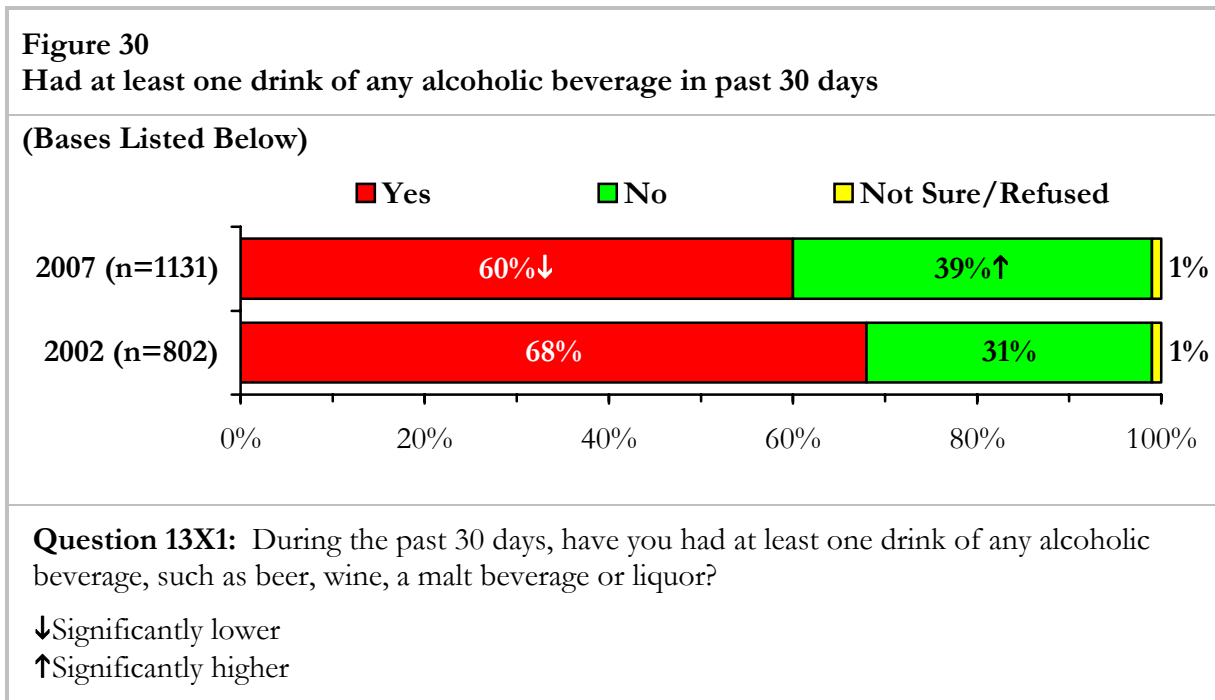 Figure 30
Had at least one drink of any alcoholic beverage in past 30 days
(Bases Listed Below)
Yes No Not Sure/Refused
2007 (n=1131) 60%↓ 39%↑ 1%
2002 (n=802) 68% 31% 1%
0% 20% 40% 60% 80% 100%
Question 13X1: During the past 30 days, have you had at least one drink of any alcoholic
beverage, such as beer, wine, a malt beverage or liquor?
↓Significantly lower
↑Significantly higher